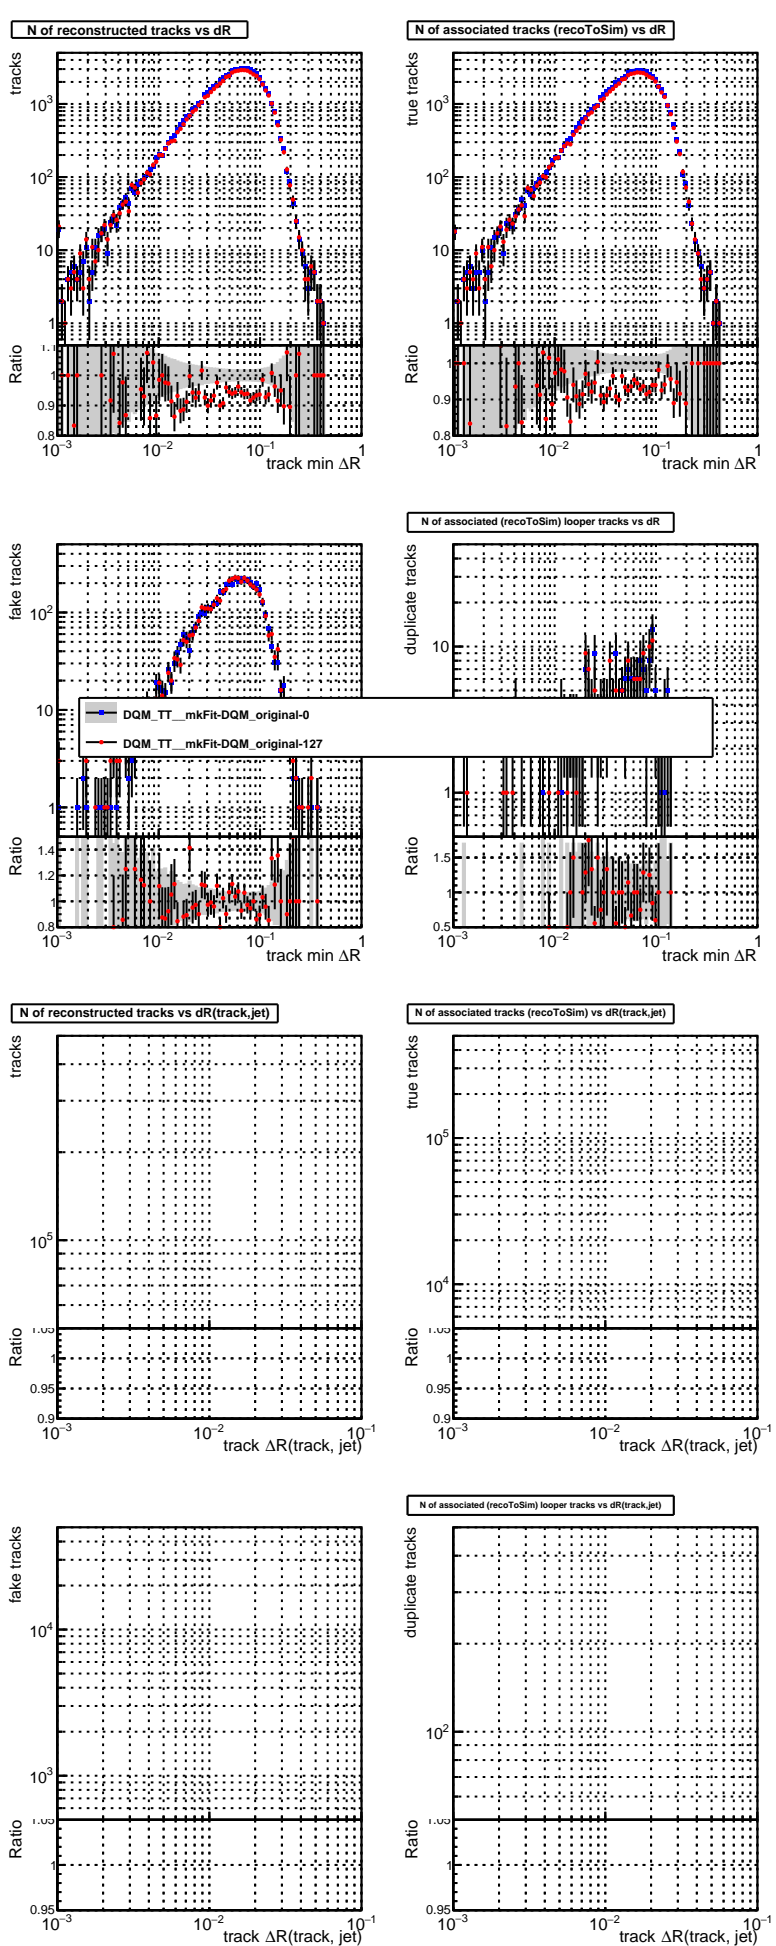 N of reconstructed tracks vs dR
tracks
10³
10²
10
1
Ratio
1.1
1
0.9
0.8
10⁻³
10⁻²
10⁻¹
1
track min ΔR
N of associated tracks (recoToSim) vs dR
true tracks
10³
10²
10
1
Ratio
1
0.9
0.8
10⁻³
10⁻²
10⁻¹
1
track min ΔR
fake tracks
10²
10
1
Ratio
1.4
1.2
1
0.8
10⁻³
10⁻²
10⁻¹
1
track min ΔR
N of associated (recoToSim) looper tracks vs dR
duplicate tracks
10
1
Ratio
1.5
1
0.5
10⁻³
10⁻²
10⁻¹
1
track min ΔR
DQM_TT__mkFit-DQM_original-0
DQM_TT__mkFit-DQM_original-127
N of reconstructed tracks vs dR(track,jet)
tracks
10⁵
Ratio
1.05
1
0.95
0.9
10⁻³
10⁻²
10⁻¹
track ΔR(track, jet)
N of associated tracks (recoToSim) vs dR(track,jet)
true tracks
10⁵
10⁴
Ratio
1.05
1
0.95
0.9
10⁻³
10⁻²
10⁻¹
track ΔR(track, jet)
fake tracks
10⁴
10³
Ratio
1.05
1
0.95
10⁻³
10⁻²
10⁻¹
track ΔR(track, jet)
N of associated (recoToSim) looper tracks vs dR(track,jet)
duplicate tracks
10²
Ratio
1.05
1
0.95
10⁻³
10⁻²
10⁻¹
track ΔR(track, jet)